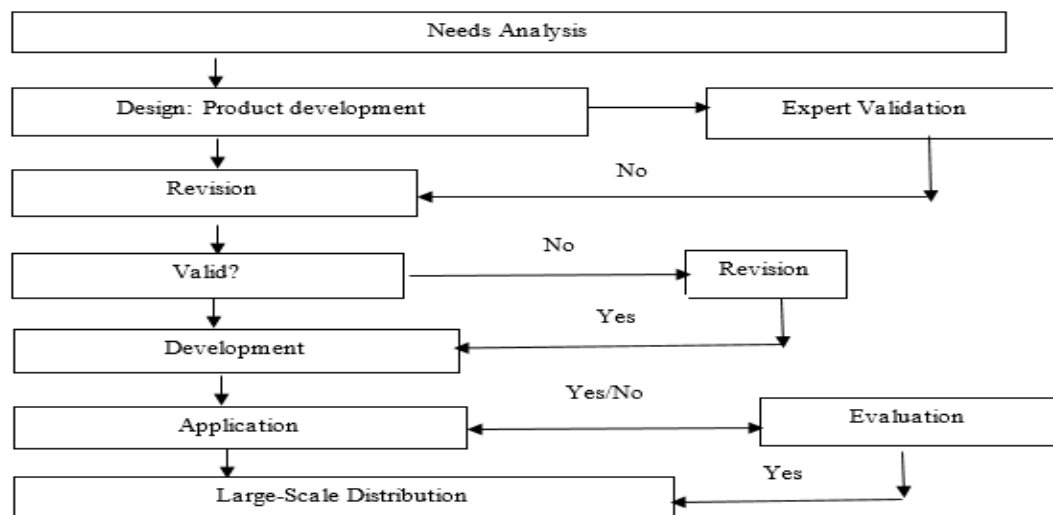 Needs Analysis
Design: Product development
Expert Validation
No
Revision
No
Valid?
Revision
Yes
Development
Yes/No
Application
Evaluation
Yes
Large-Scale Distribution